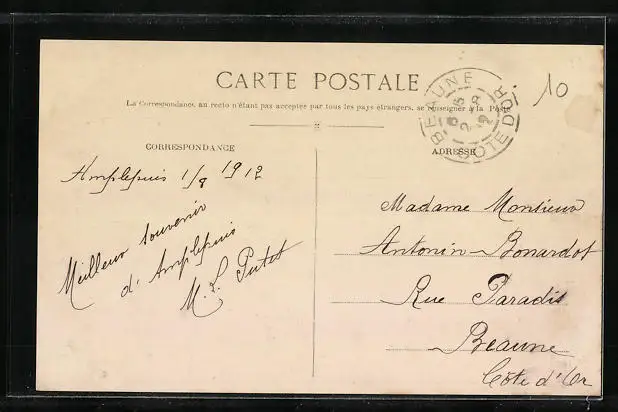 CARTE POSTALE
La Correspondance au recto n'étant pas acceptée par tous les pays étrangers, se renseigner à la Poste
CORRESPONDANCE
ADRESSE
BEAUNE
CÔTE D'OR
10
Amplepuis 1/8 1912
Meilleur souvenir
d'Amplepuis
M. L. Putet
Madame Monsieur
Antonin Bonardot
Rue Paradis
Beaune
Côte d'Or